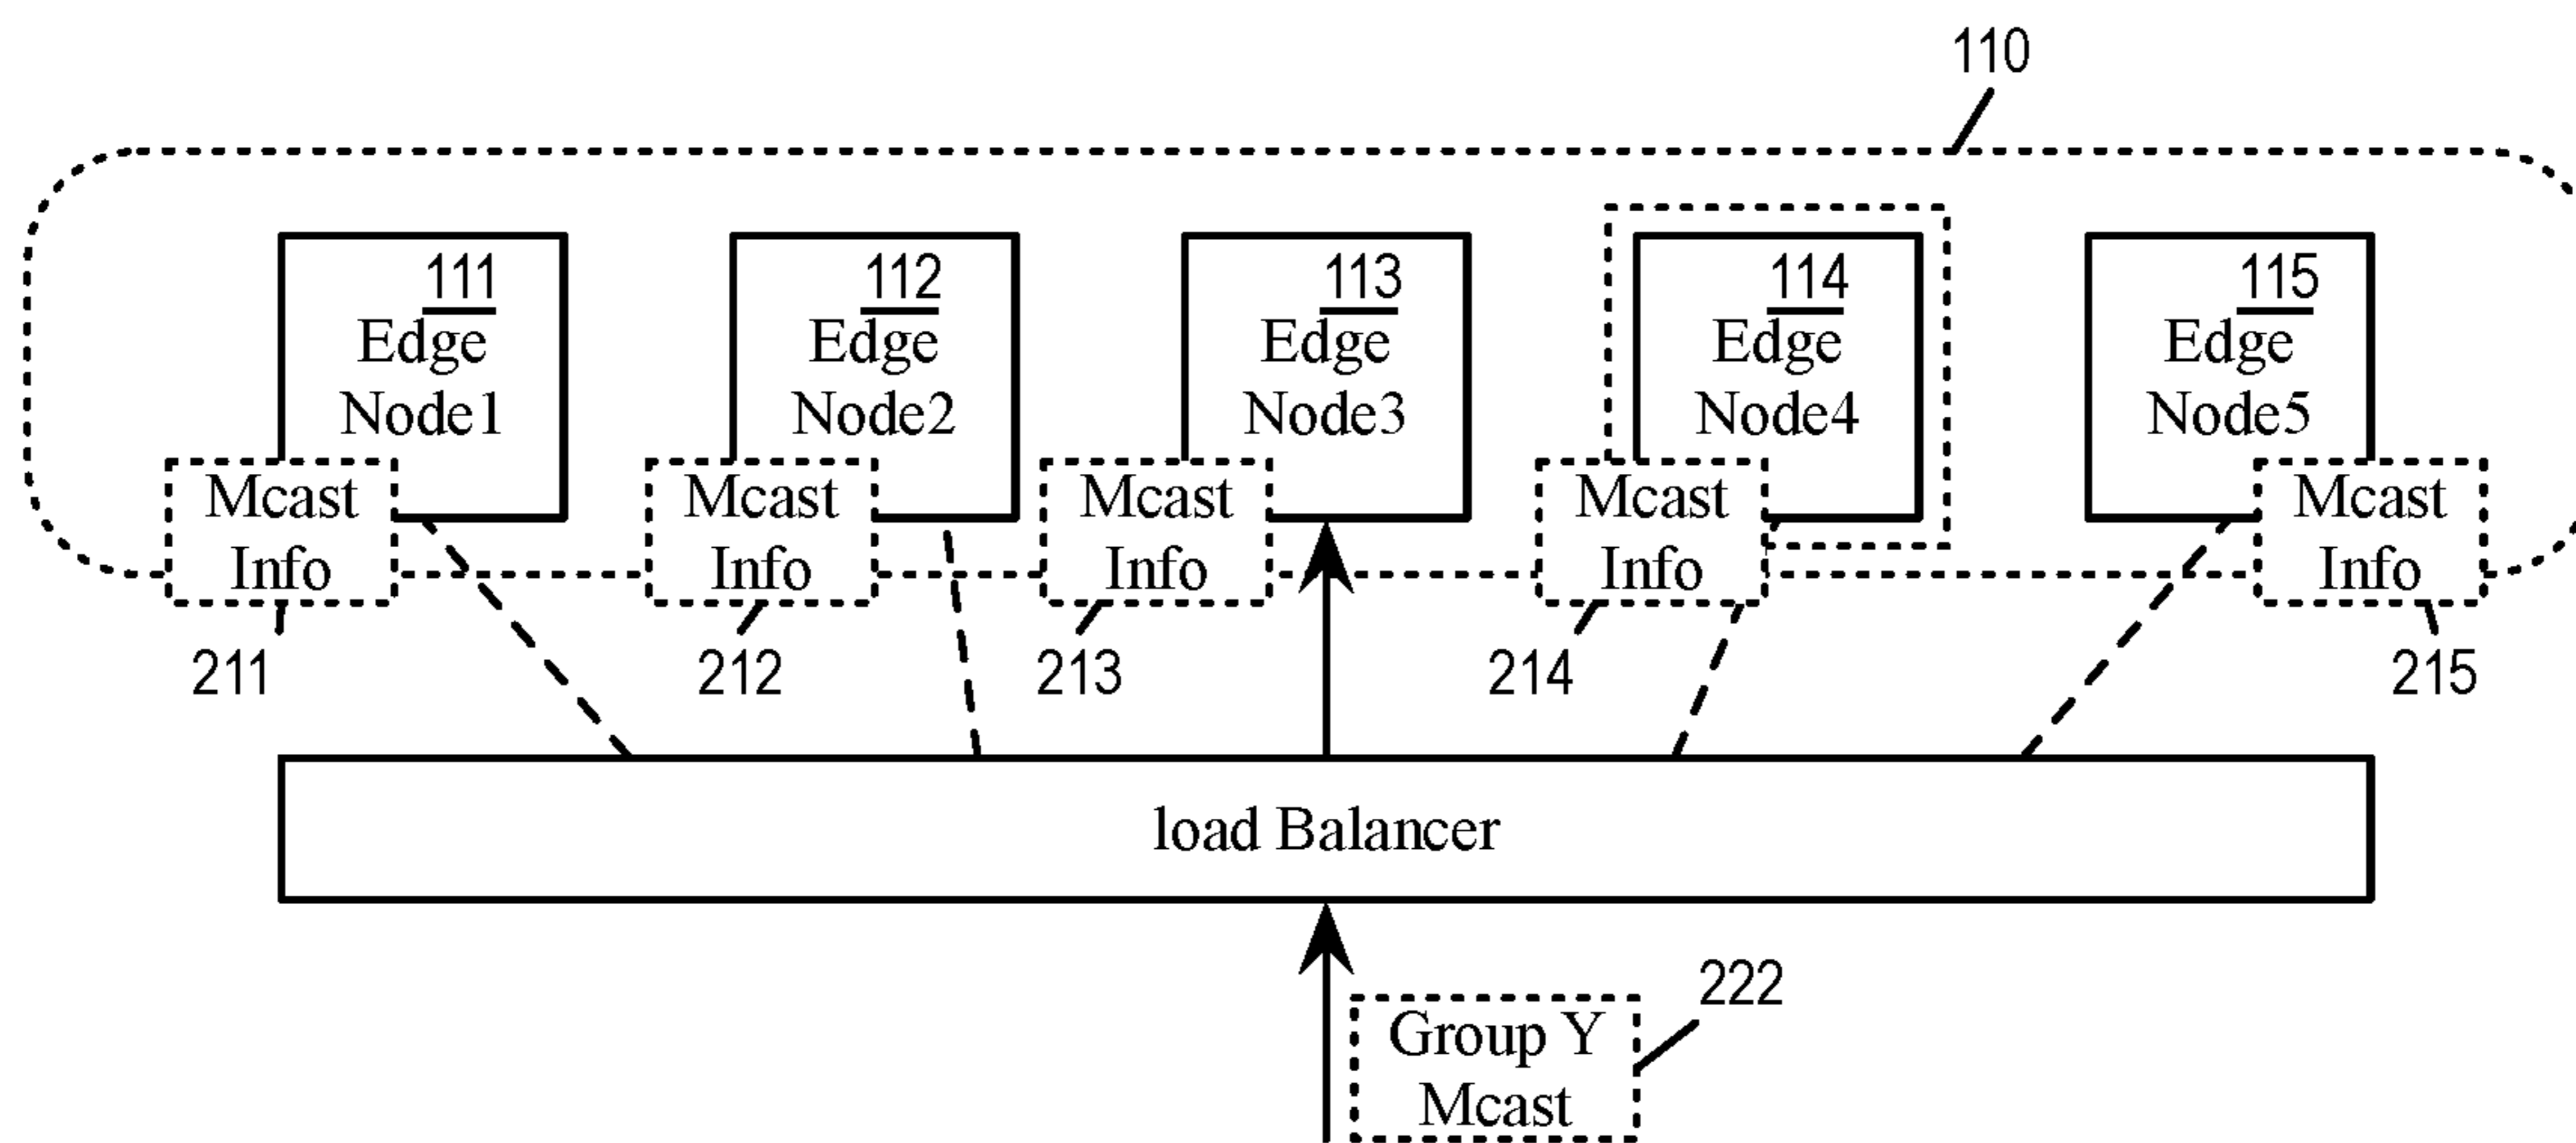 110
111
Edge
Node1
112
Edge
Node2
113
Edge
Node3
114
Edge
Node4
115
Edge
Node5
Mcast
Info
Mcast
Info
Mcast
Info
Mcast
Info
Mcast
Info
211
212
213
214
215
load Balancer
222
Group Y
Mcast